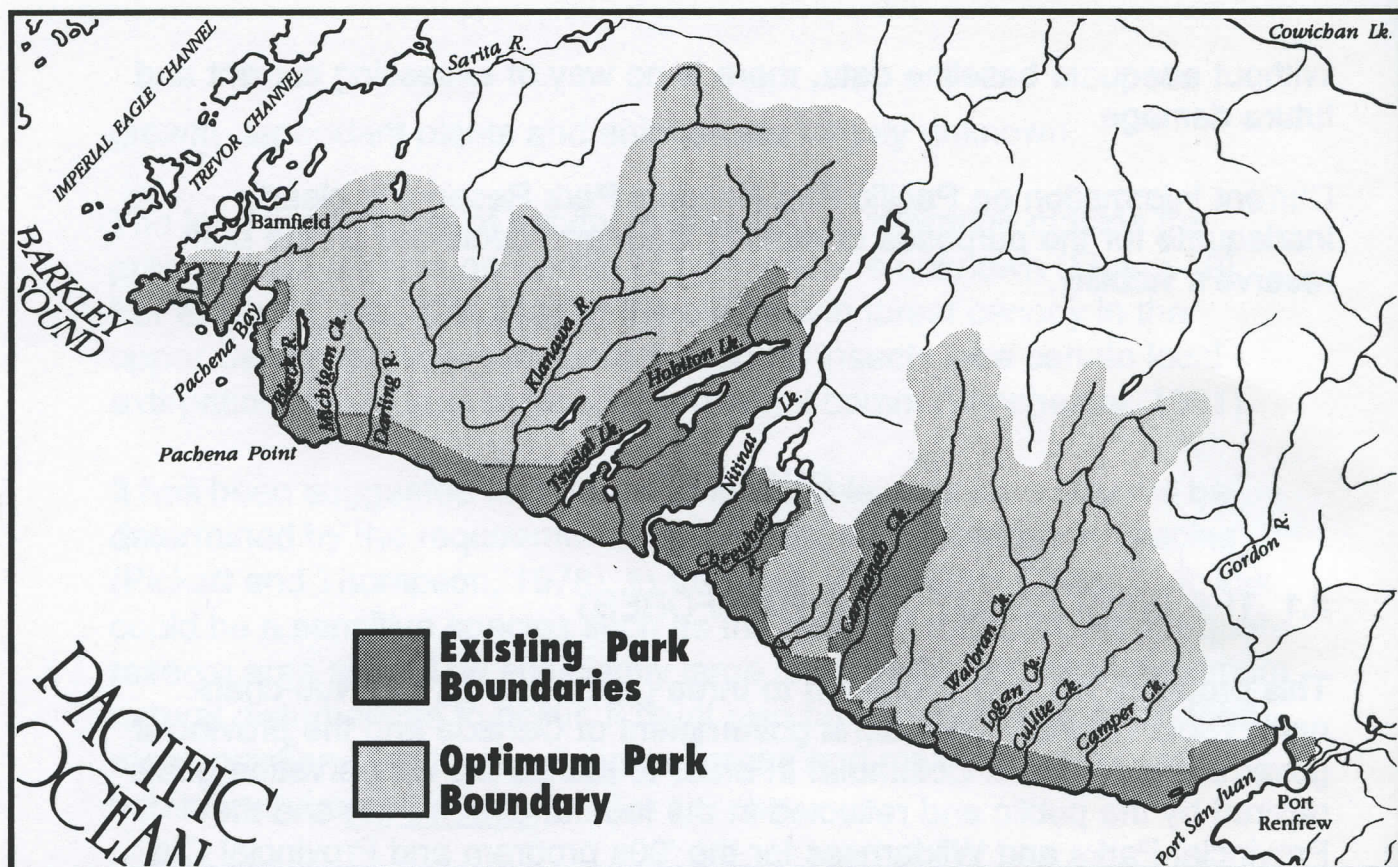 Cowichan Lk.
Sarita R.
IMPERIAL EAGLE CHANNEL
TREVOR CHANNEL
Bamfield
BARKLEY
SOUND
Pachena Bay
Black R.
Michigan Ck.
Darling R.
Klanawa R.
Hobiton Lk.
Pachena Point
Tsusiat Lk.
Nitinat Lk.
Cheewhat
R.
Carmanah Ck.
Walbran Ck.
Logan Ck.
Cullite Ck.
Camper Ck.
Gordon R.
Port San Juan
Port
Renfrew
Existing Park
Boundaries
Optimum Park
Boundary
PACIFIC
OCEAN